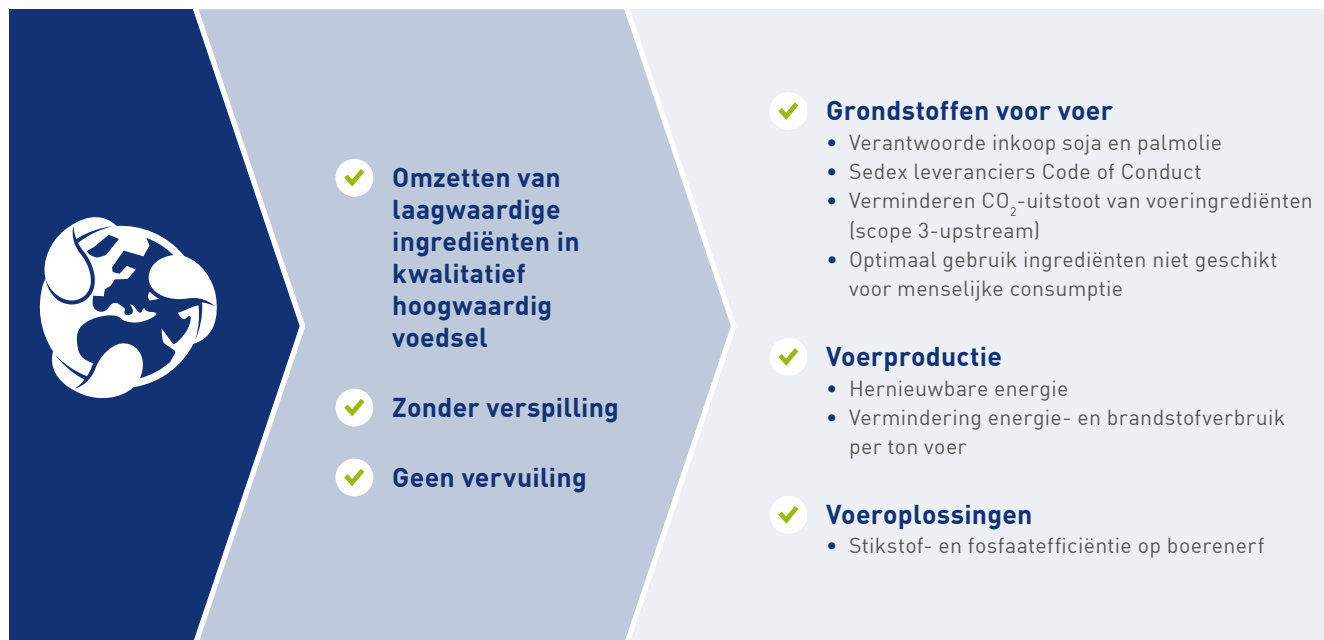 Omzetten van
laagwaardige
ingrediënten in
kwalitatief
hoogwaardig
voedsel
Zonder verspilling
Geen vervuiling
Grondstoffen voor voer
• Verantwoorde inkoop soja en palmolie
• Sedex leveranciers Code of Conduct
• Verminderen CO₂-uitstoot van voeringrediënten
(scope 3-upstream)
• Optimaal gebruik ingrediënten niet geschikt
voor menselijke consumptie
Voerproductie
• Hernieuwbare energie
• Vermindering energie- en brandstofverbruik
per ton voer
Voeroplossingen
• Stikstof- en fosfaatefficiëntie op boerenerf